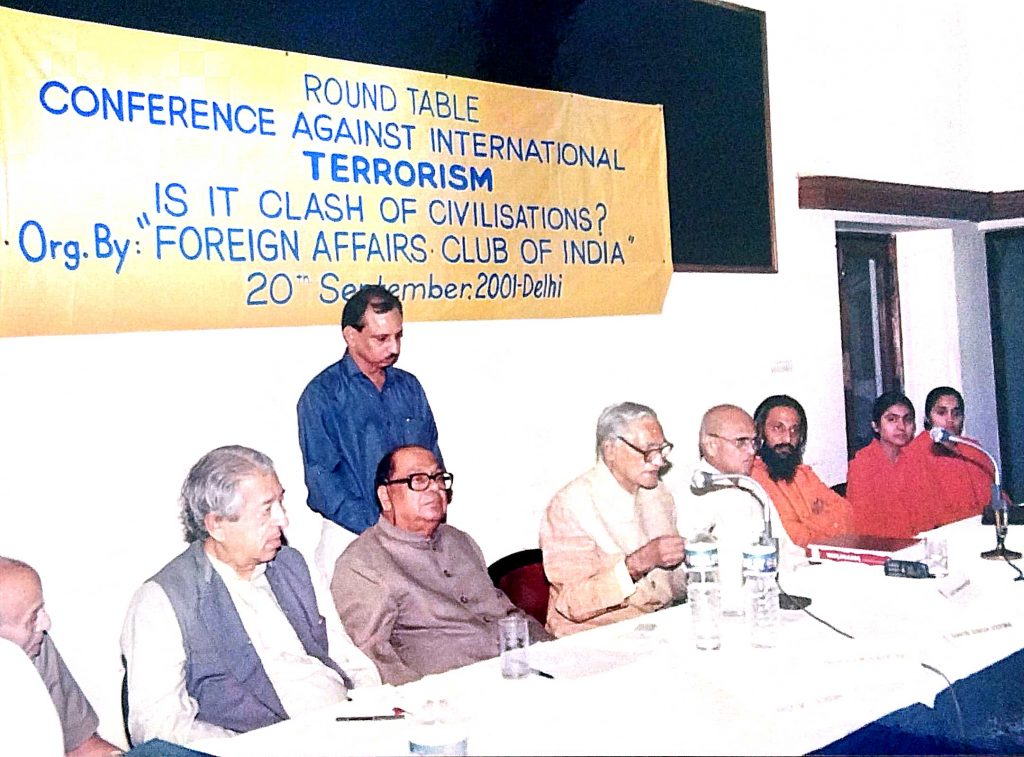 ROUND TABLE
CONFERENCE AGAINST INTERNATIONAL
TERRORISM
IS IT CLASH OF CIVILISATIONS?
Org. By: "FOREIGN AFFAIRS. CLUB OF INDIA"
20TH September. 2001-Delhi